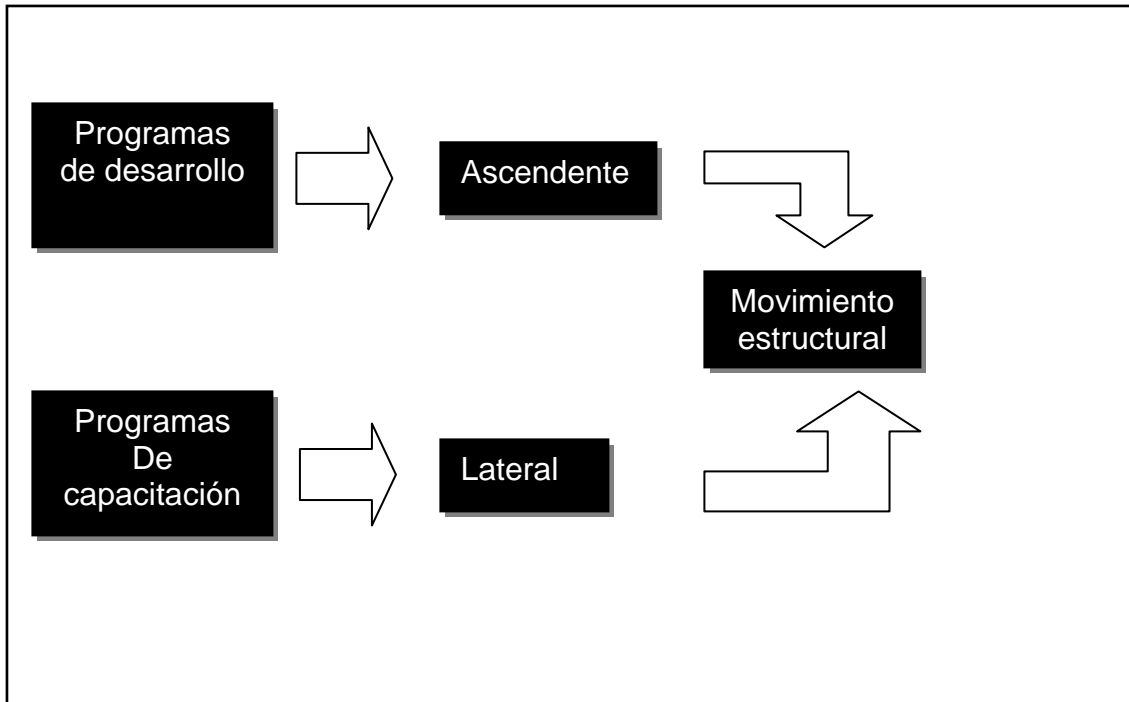 Programas
de desarrollo
Ascendente
Movimiento
estructural
Programas
De
capacitación
Lateral